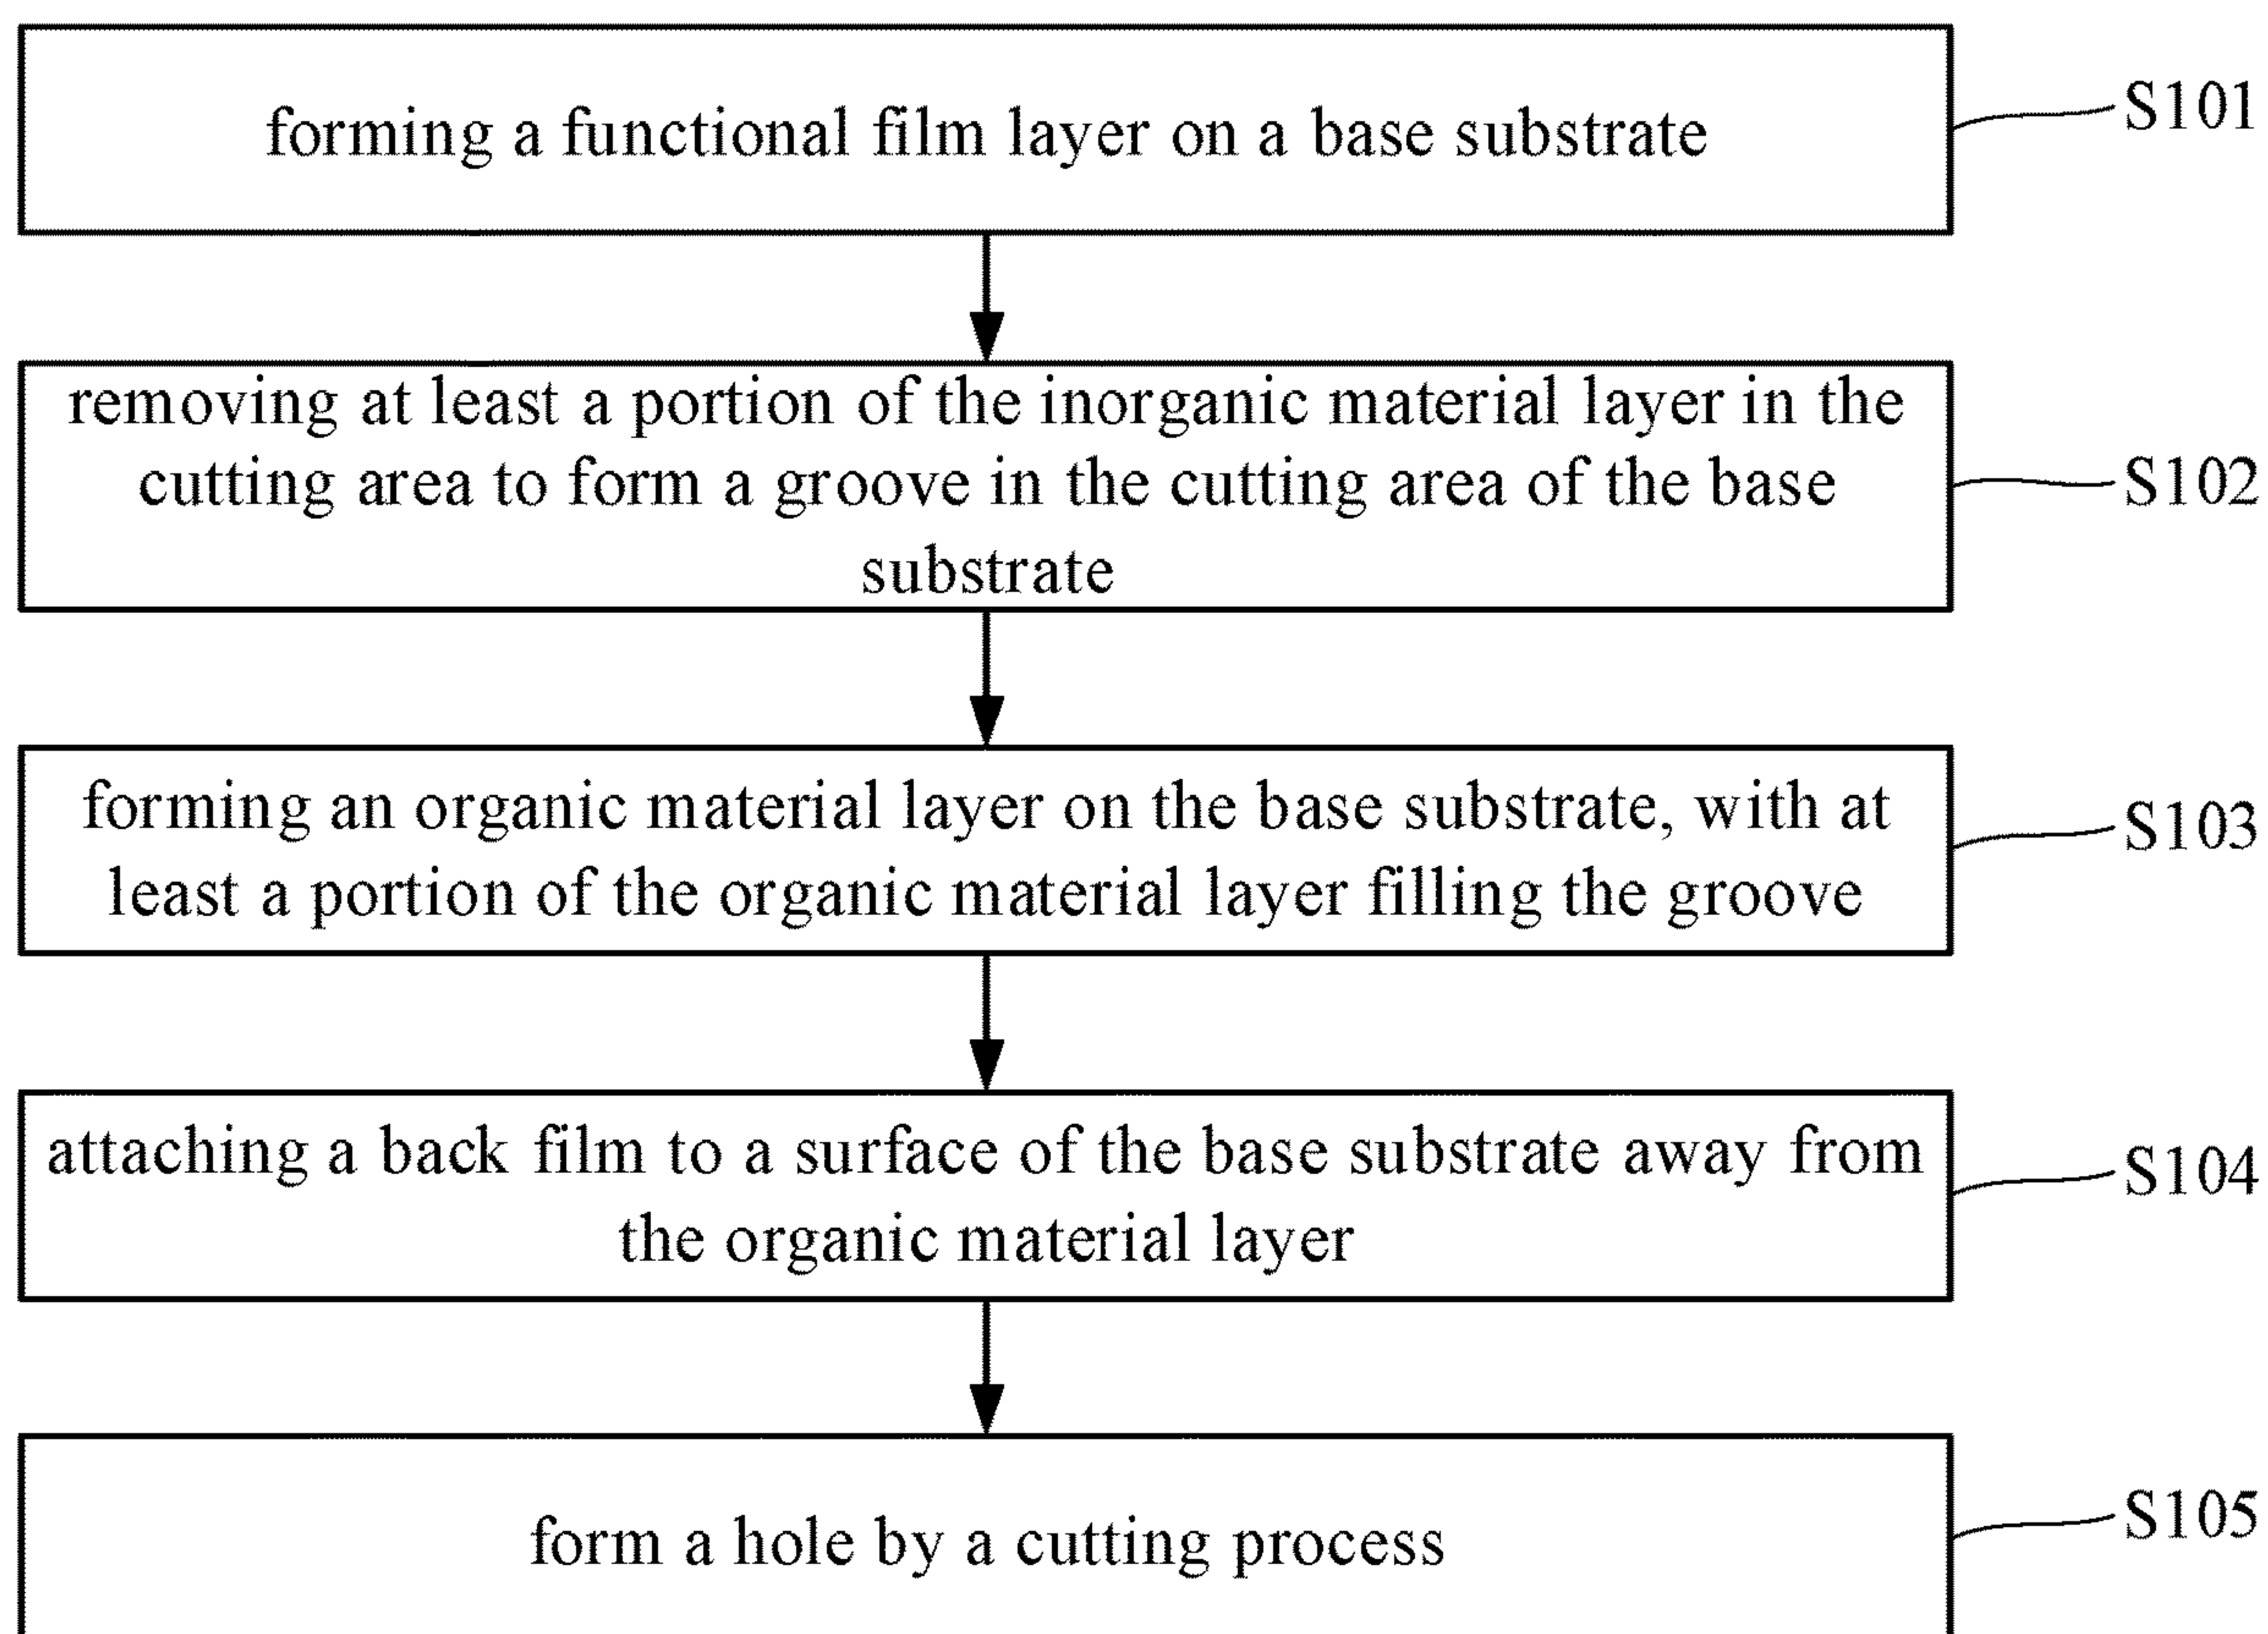 forming a functional film layer on a base substrate
S101
removing at least a portion of the inorganic material layer in the
cutting area to form a groove in the cutting area of the base
substrate
S102
forming an organic material layer on the base substrate, with at
least a portion of the organic material layer filling the groove
S103
attaching a back film to a surface of the base substrate away from
the organic material layer
S104
form a hole by a cutting process
S105